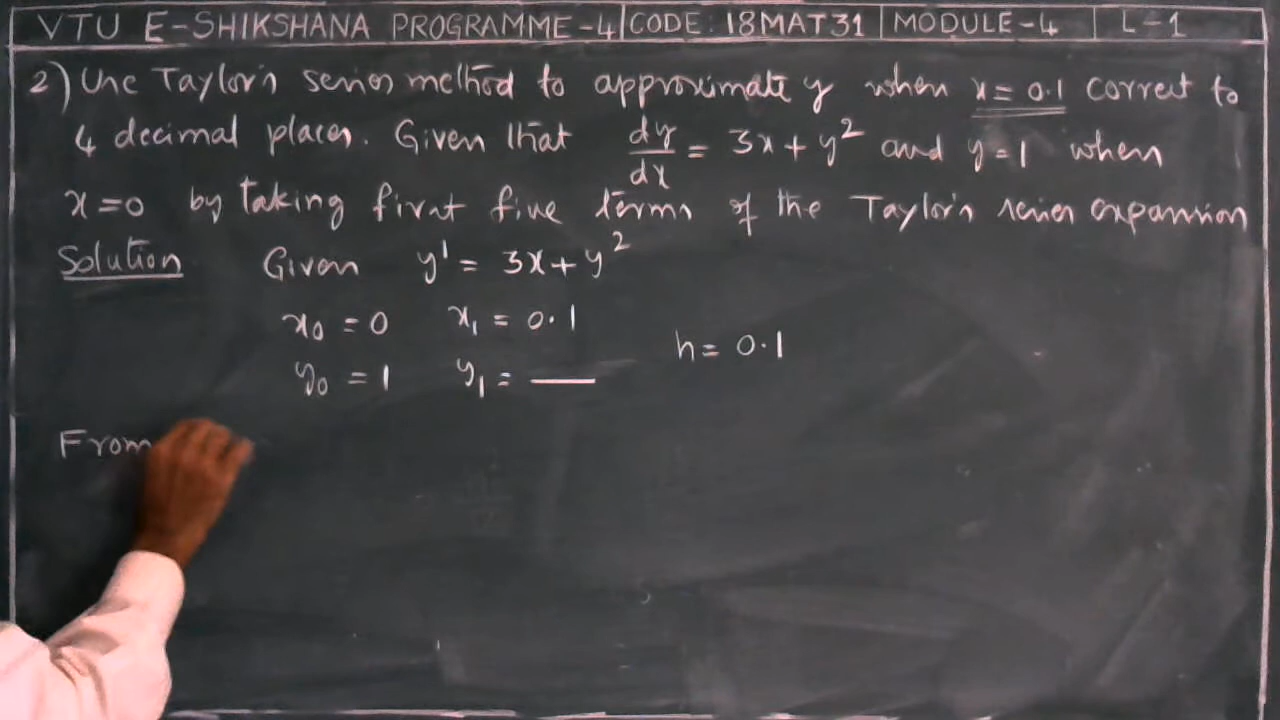 VTU E-SHIKSHANA PROGRAMME-4 | CODE: 18MAT31 | MODULE-4 | L-1
2) Use Taylor's series method to approximate y when x = 0.1 correct to
4 decimal places. Given that dy/dx = 3x + y² and y = 1 when
x = 0 by taking first five terms of the Taylor's series expansion
Solution Given y' = 3x + y²
x₀ = 0 x₁ = 0.1
h = 0.1
y₀ = 1 y₁ = __
From